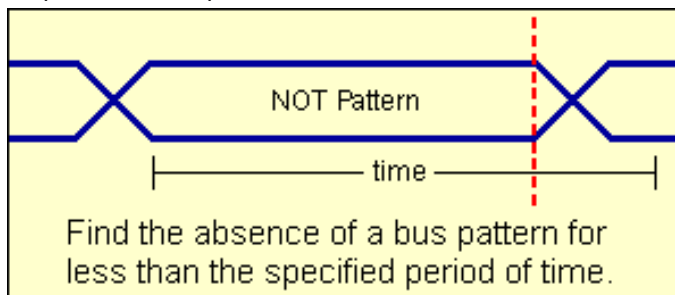 NOT Pattern
time
Find the absence of a bus pattern for
less than the specified period of time.